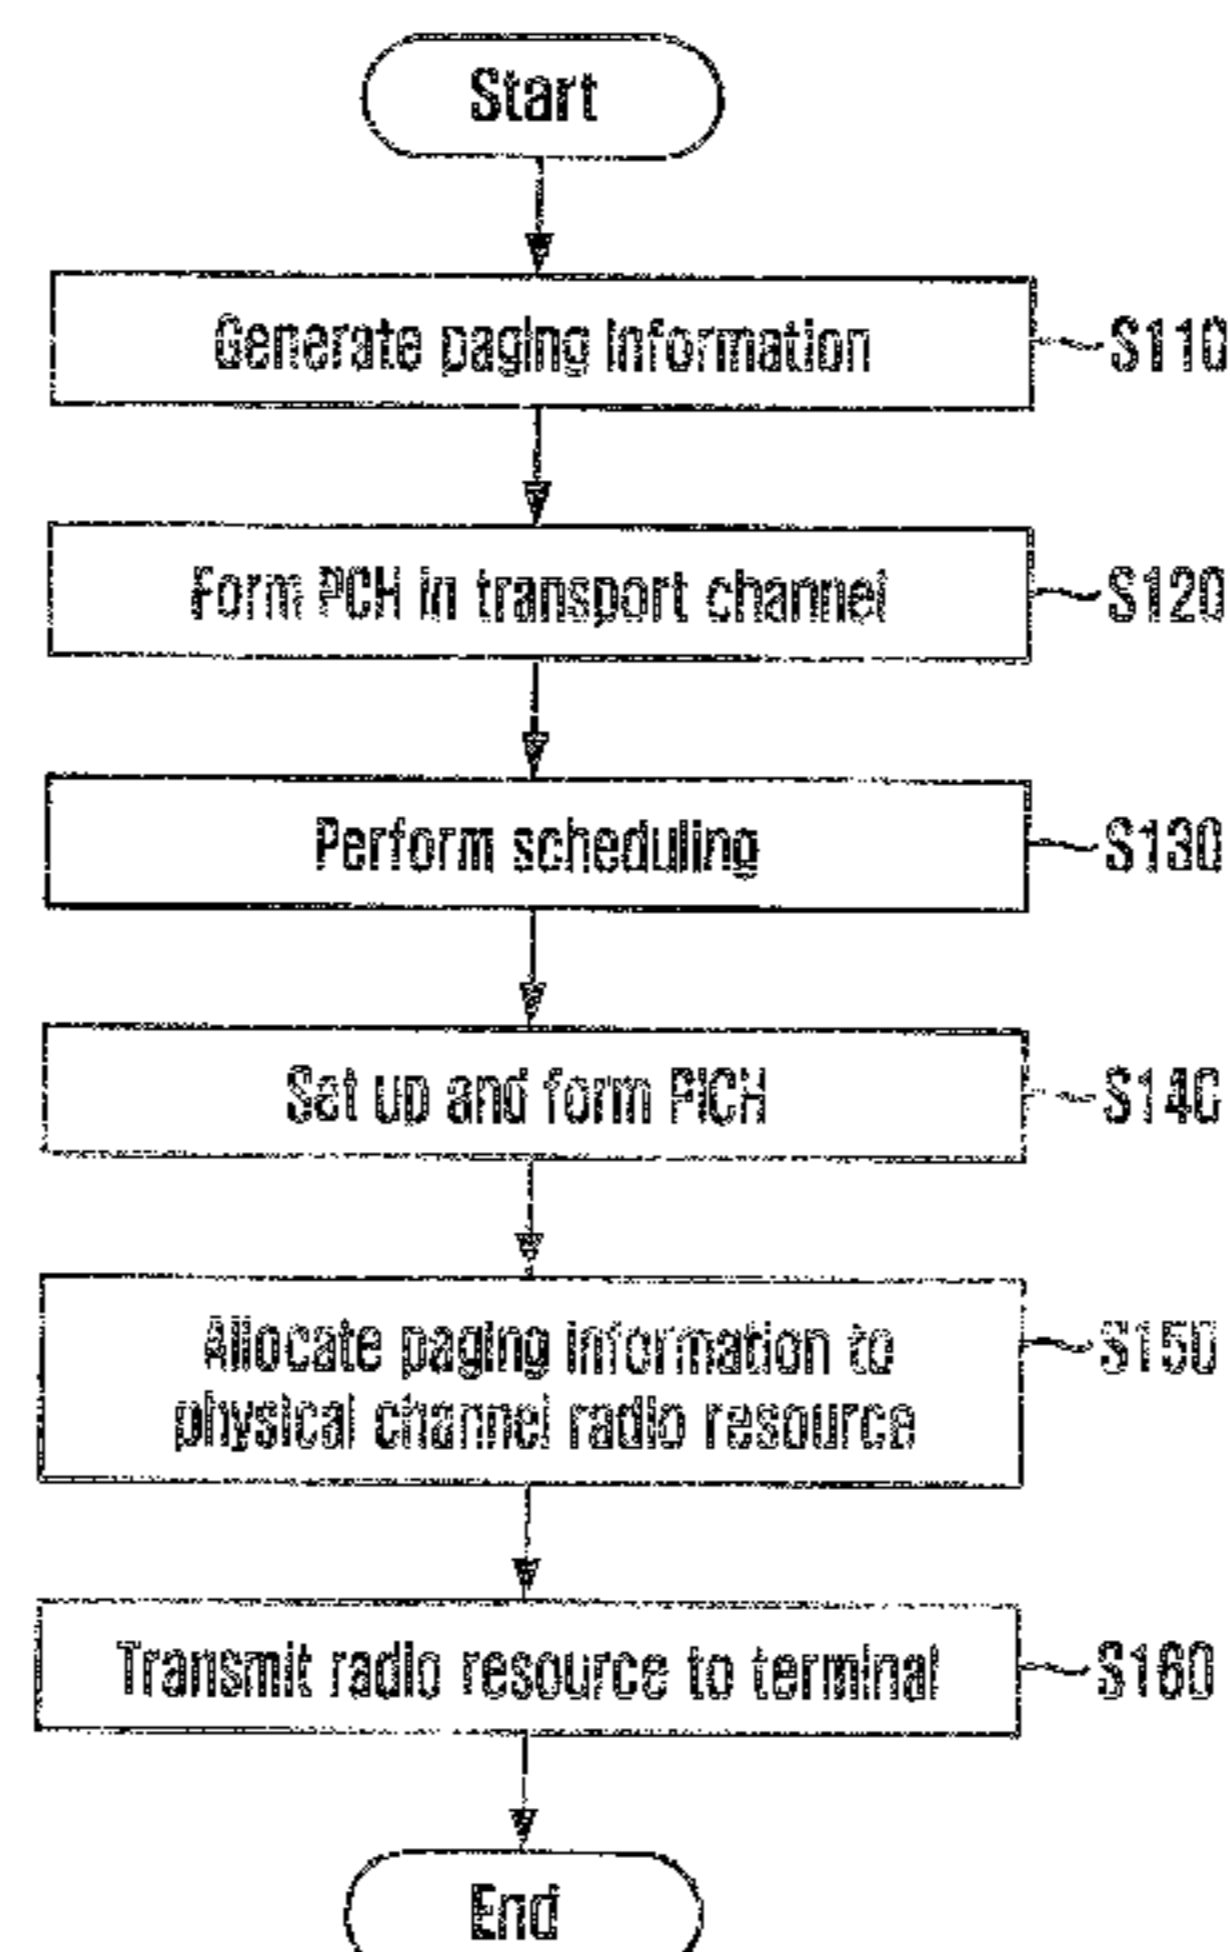 Start
Generate paging information
S110
Form PCH in transport channel
S120
Perform scheduling
S130
Set up and form PICH
S140
Allocate paging information to
physical channel radio resource
S150
Transmit radio resource to terminal
S160
End